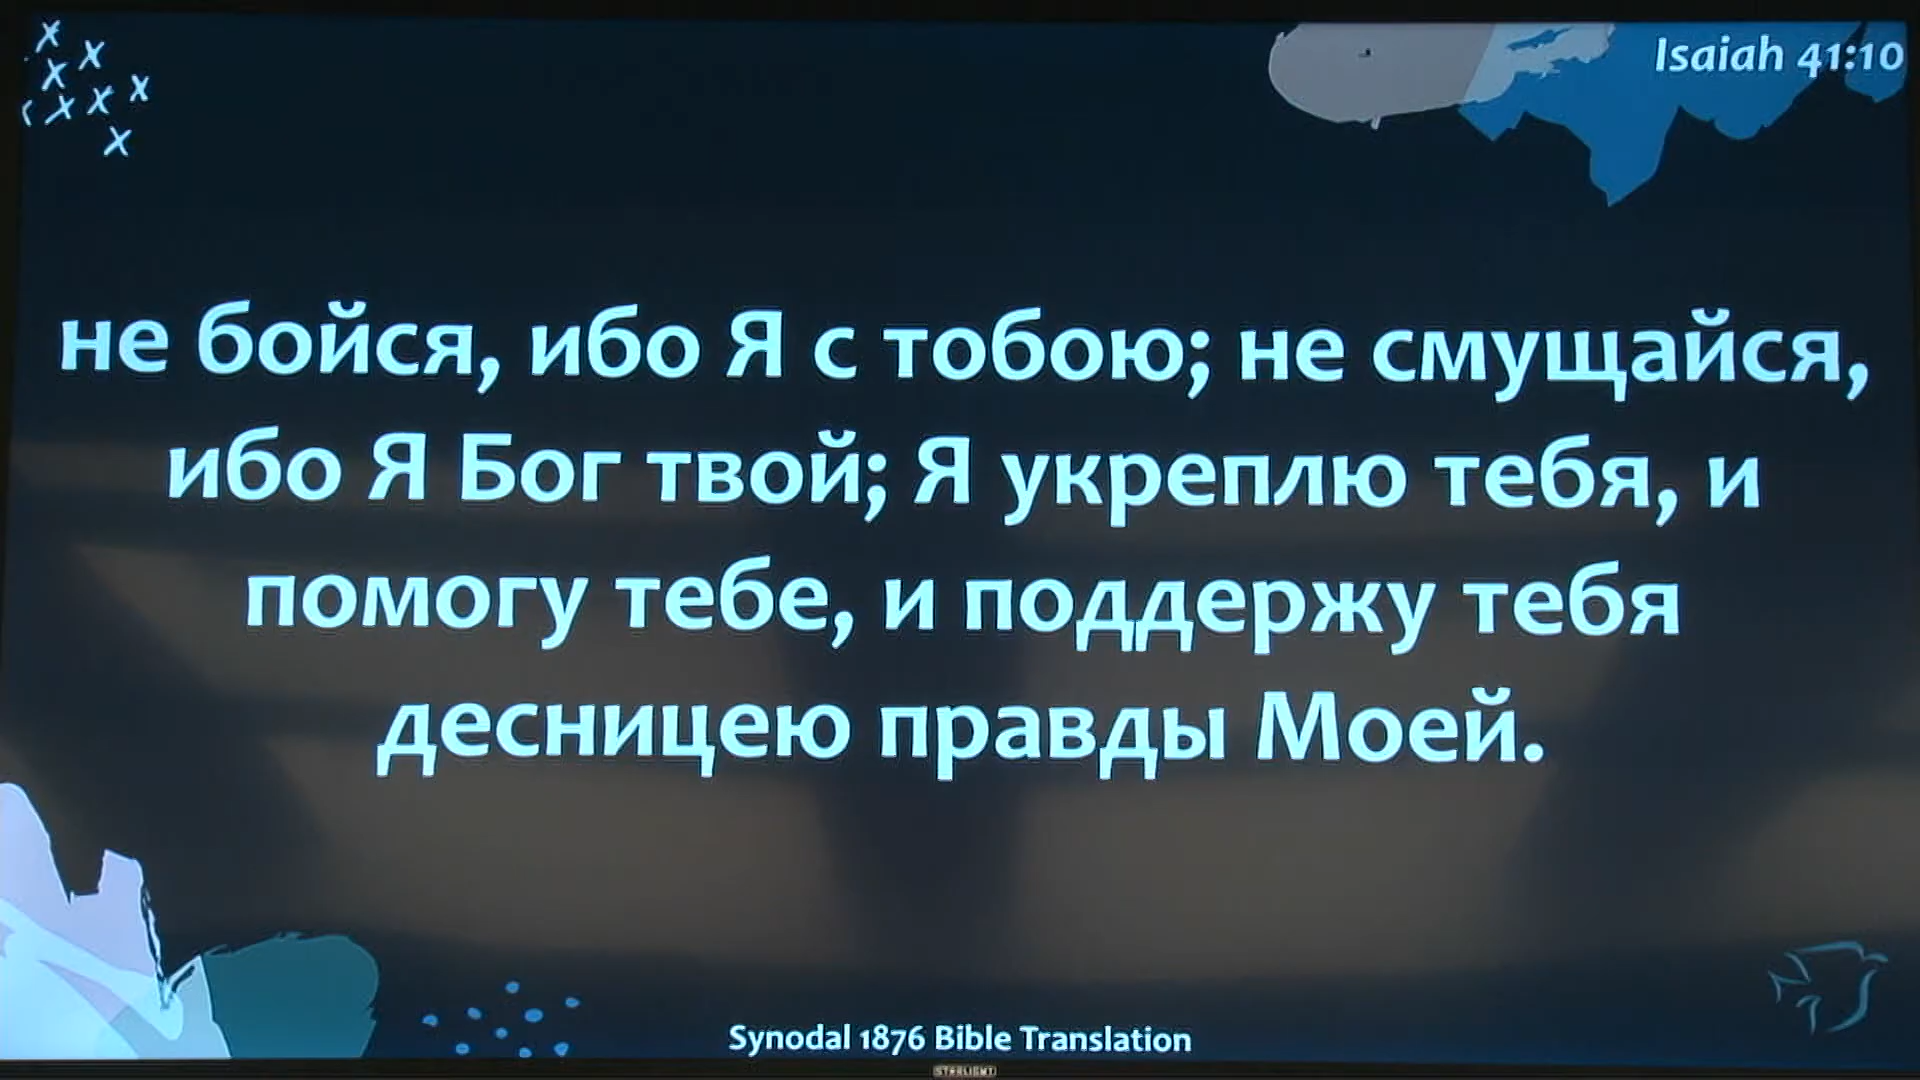 Isaiah 41:10
не бойся, ибо Я с тобою; не смущайся,
ибо Я Бог твой; Я укреплю тебя, и
помогу тебе, и поддержу тебя
десницею правды Моей.
Synodal 1876 Bible Translation
STARLIGHT